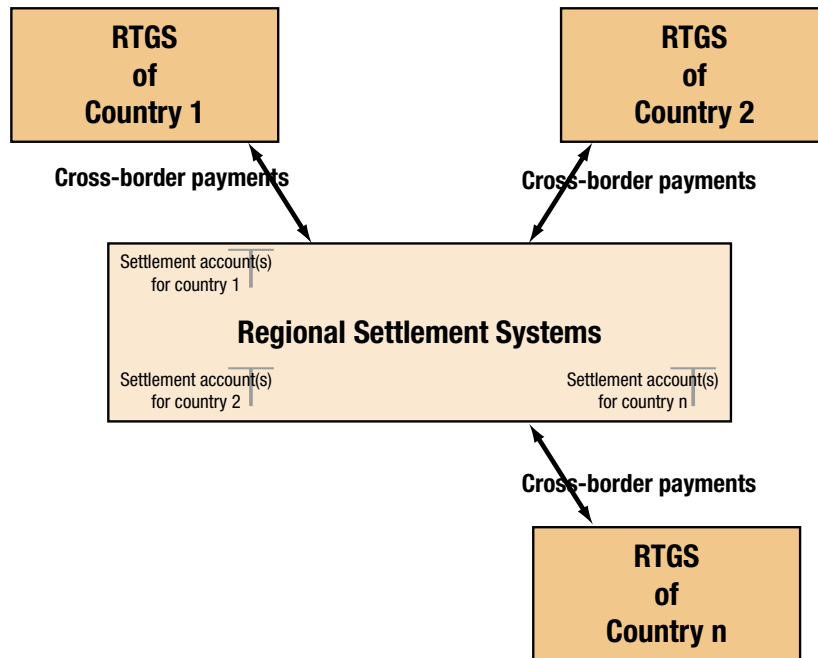 RTGS
of
Country 1
RTGS
of
Country 2
Cross-border payments
Cross-border payments
Settlement account(s)
for country 1
Regional Settlement Systems
Settlement account(s)
for country 2
Settlement account(s)
for country n
Cross-border payments
RTGS
of
Country n